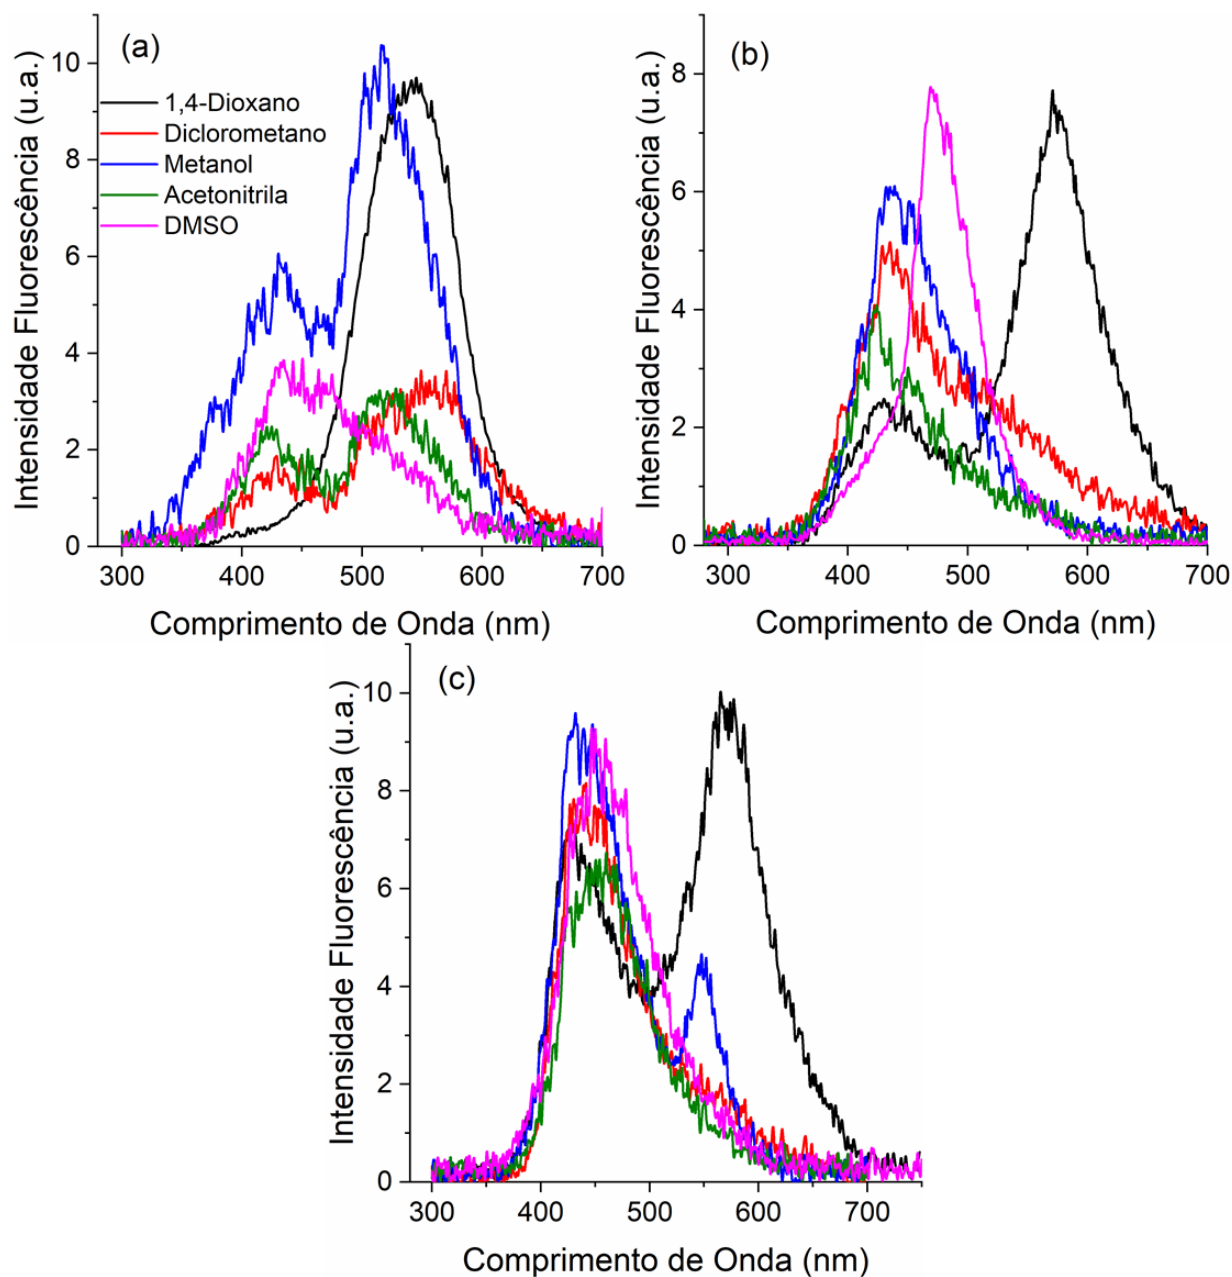 (a)
Intensidade Fluorescência (u.a.)
10
8
6
4
2
0
1,4-Dioxano
Diclorometano
Metanol
Acetonitrila
DMSO
300 400 500 600 700
Comprimento de Onda (nm)
(b)
Intensidade Fluorescência (u.a.)
8
6
4
2
0
300 400 500 600 700
Comprimento de Onda (nm)
(c)
Intensidade Fluorescência (u.a.)
10
8
6
4
2
0
300 400 500 600 700
Comprimento de Onda (nm)